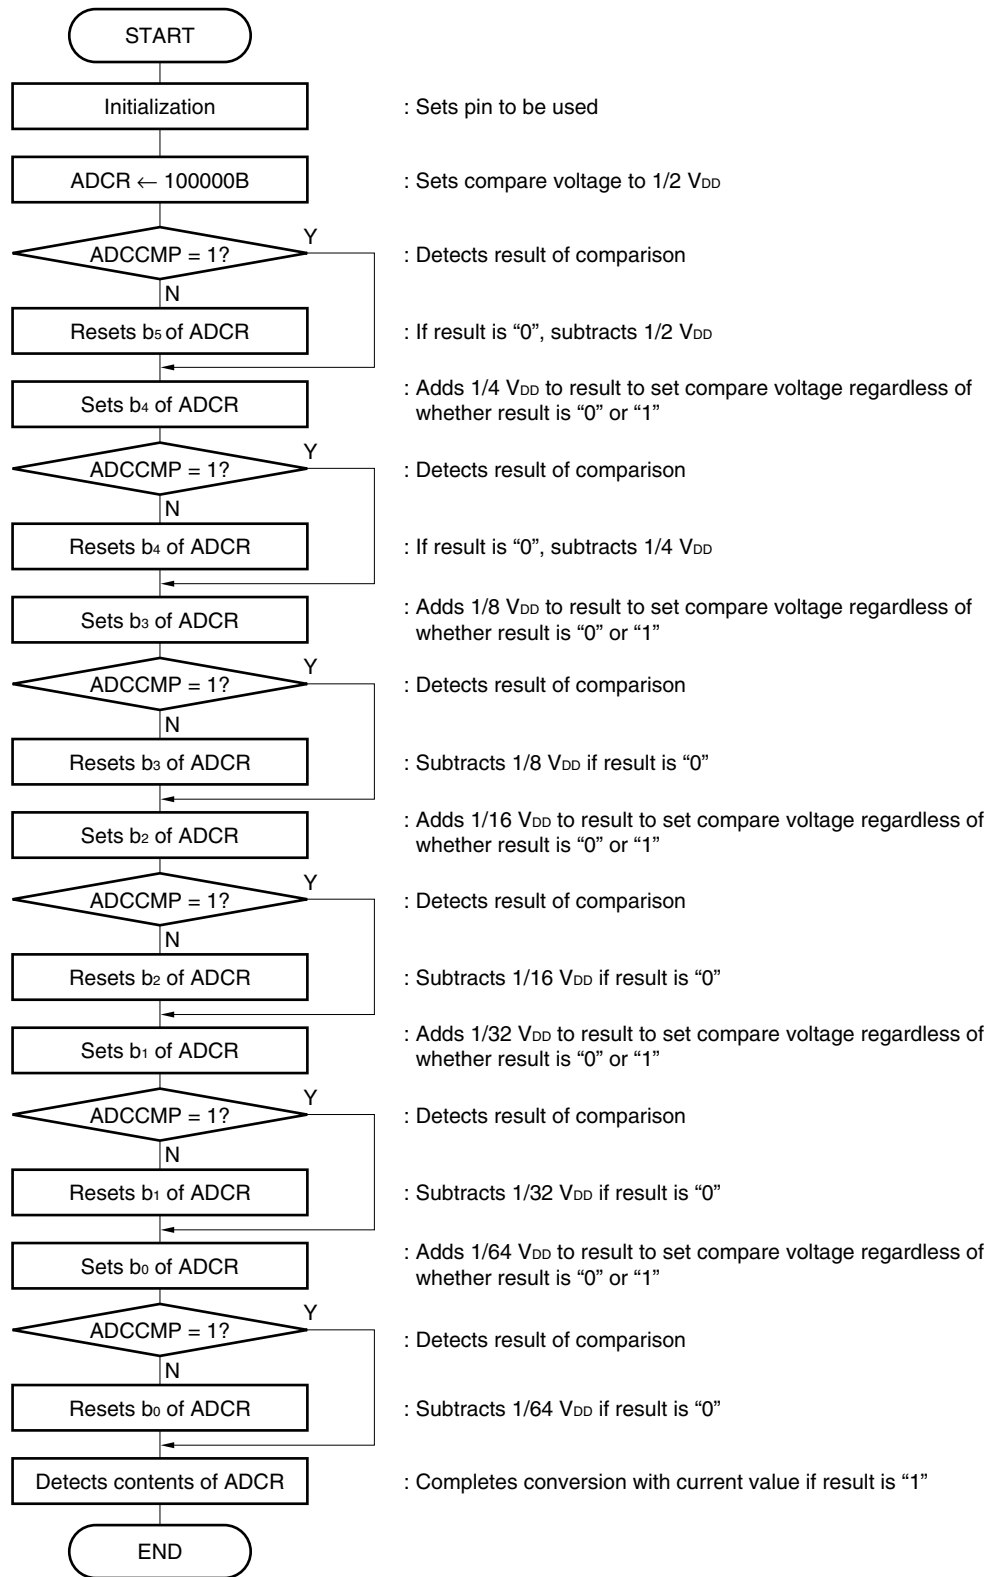 START
Initialization
: Sets pin to be used
ADCR ← 100000B
: Sets compare voltage to 1/2 VDD
ADCCMP = 1?
Y
: Detects result of comparison
N
Resets b5 of ADCR
: If result is “0”, subtracts 1/2 VDD
Sets b4 of ADCR
: Adds 1/4 VDD to result to set compare voltage regardless of
whether result is “0” or “1”
ADCCMP = 1?
Y
: Detects result of comparison
N
Resets b4 of ADCR
: If result is “0”, subtracts 1/4 VDD
Sets b3 of ADCR
: Adds 1/8 VDD to result to set compare voltage regardless of
whether result is “0” or “1”
ADCCMP = 1?
Y
: Detects result of comparison
N
Resets b3 of ADCR
: Subtracts 1/8 VDD if result is “0”
Sets b2 of ADCR
: Adds 1/16 VDD to result to set compare voltage regardless of
whether result is “0” or “1”
ADCCMP = 1?
Y
: Detects result of comparison
N
Resets b2 of ADCR
: Subtracts 1/16 VDD if result is “0”
Sets b1 of ADCR
: Adds 1/32 VDD to result to set compare voltage regardless of
whether result is “0” or “1”
ADCCMP = 1?
Y
: Detects result of comparison
N
Resets b1 of ADCR
: Subtracts 1/32 VDD if result is “0”
Sets b0 of ADCR
: Adds 1/64 VDD to result to set compare voltage regardless of
whether result is “0” or “1”
ADCCMP = 1?
Y
: Detects result of comparison
N
Resets b0 of ADCR
: Subtracts 1/64 VDD if result is “0”
Detects contents of ADCR
: Completes conversion with current value if result is “1”
END